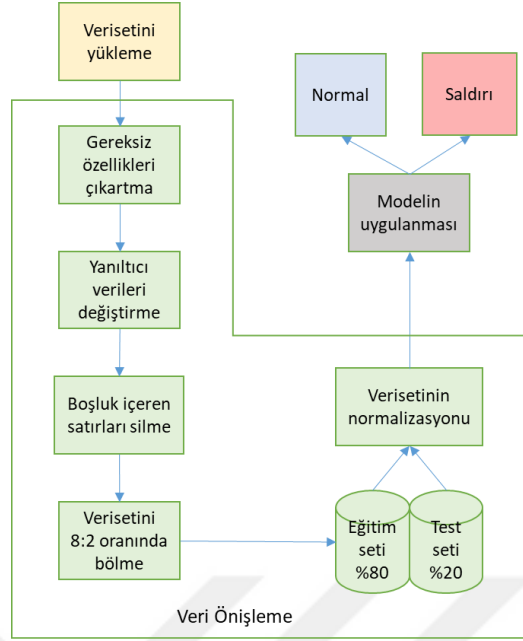 Verisetini
yükleme
Gereksiz
özellikleri
çıkartma
Yanıltıcı
verileri
değiştirme
Boşluk içeren
satırları silme
Verisetini
8:2 oranında
bölme
Eğitim
seti
%80
Test
seti
%20
Verisetinin
normalizasyonu
Modelin
uygulanması
Normal
Saldırı
Veri Önişleme